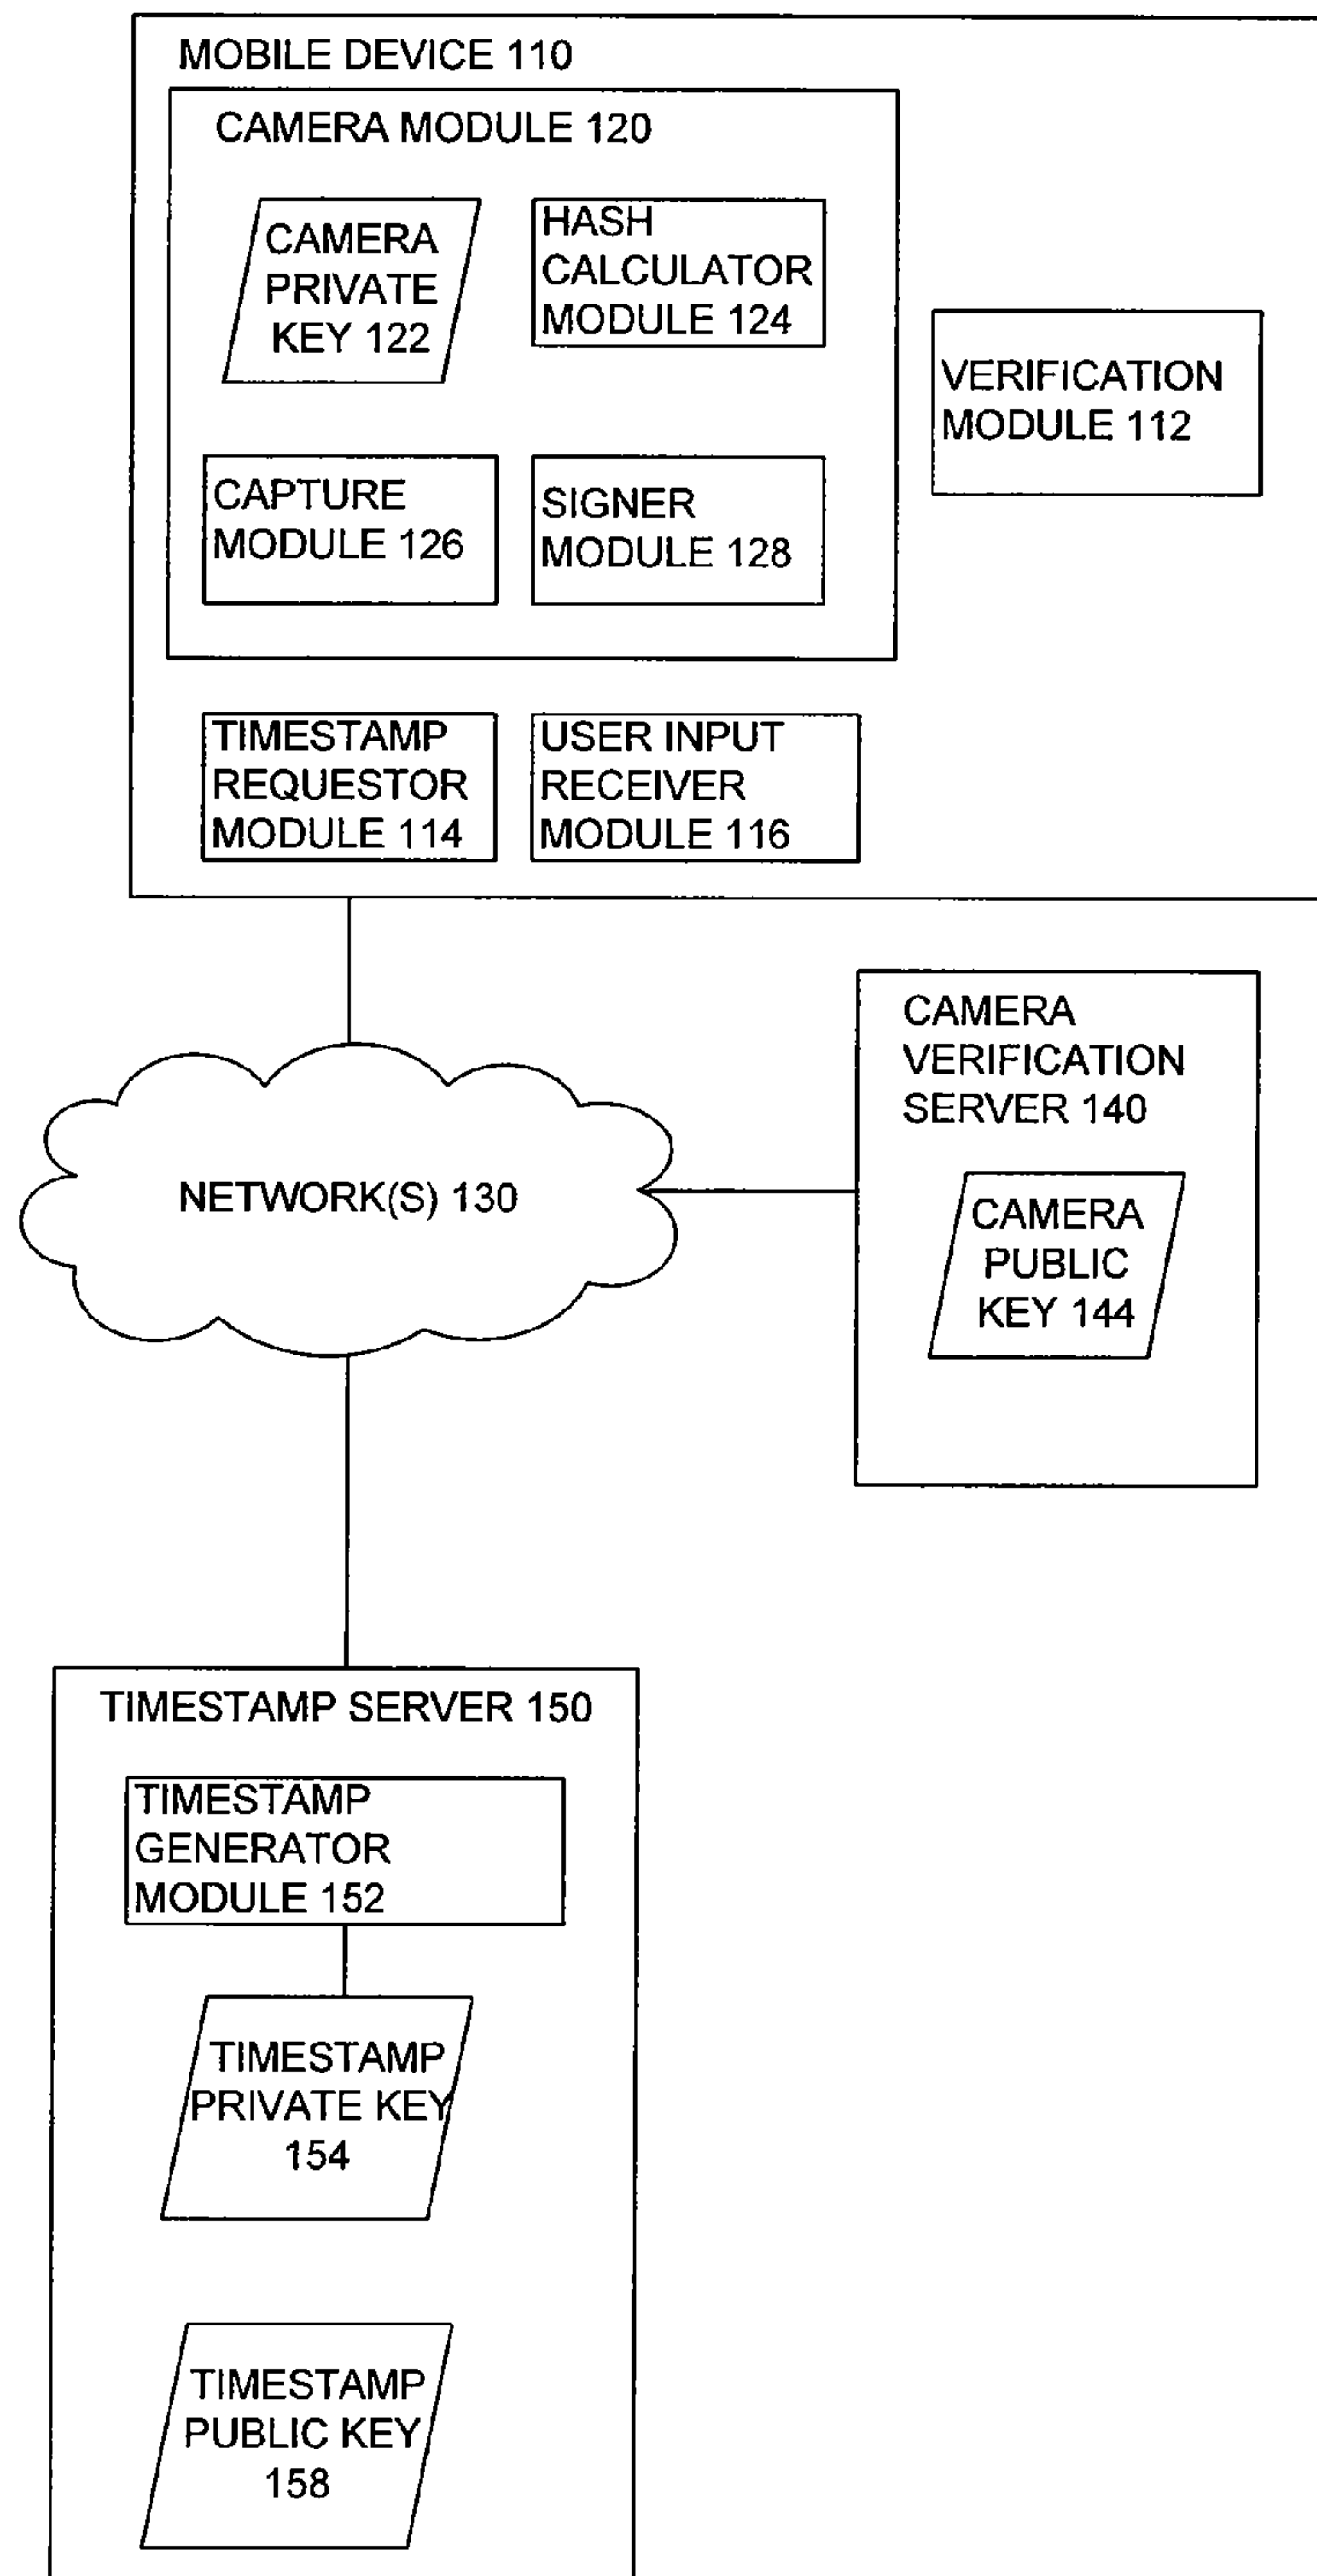 MOBILE DEVICE 110
CAMERA MODULE 120
CAMERA
PRIVATE
KEY 122
HASH
CALCULATOR
MODULE 124
VERIFICATION
MODULE 112
CAPTURE
MODULE 126
SIGNER
MODULE 128
TIMESTAMP
REQUESTOR
MODULE 114
USER INPUT
RECEIVER
MODULE 116
CAMERA
VERIFICATION
SERVER 140
NETWORK(S) 130
CAMERA
PUBLIC
KEY 144
TIMESTAMP SERVER 150
TIMESTAMP
GENERATOR
MODULE 152
TIMESTAMP
PRIVATE KEY
154
TIMESTAMP
PUBLIC KEY
158